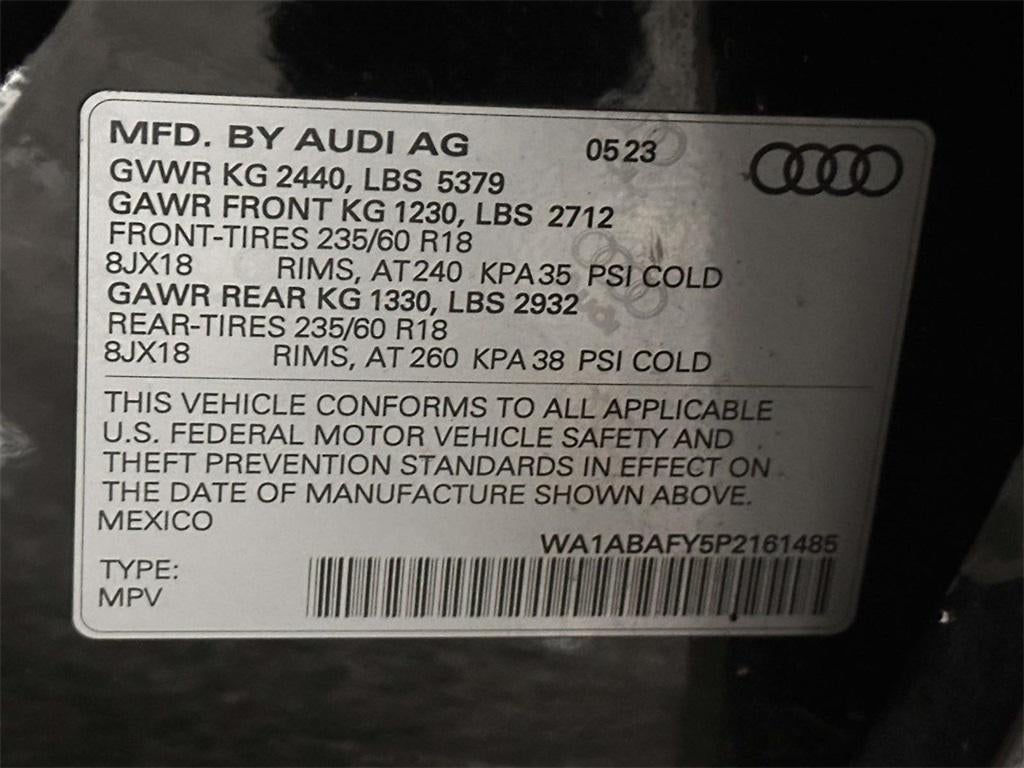 MFD. BY AUDI AG 05 23
GVWR KG 2440, LBS 5379
GAWR FRONT KG 1230, LBS 2712
FRONT-TIRES 235/60 R18
8JX18 RIMS, AT 240 KPA 35 PSI COLD
GAWR REAR KG 1330, LBS 2932
REAR-TIRES 235/60 R18
8JX18 RIMS, AT 260 KPA 38 PSI COLD
THIS VEHICLE CONFORMS TO ALL APPLICABLE
U.S. FEDERAL MOTOR VEHICLE SAFETY AND
THEFT PREVENTION STANDARDS IN EFFECT ON
THE DATE OF MANUFACTURE SHOWN ABOVE.
MEXICO
WA1ABAFY5P2161485
TYPE:
MPV